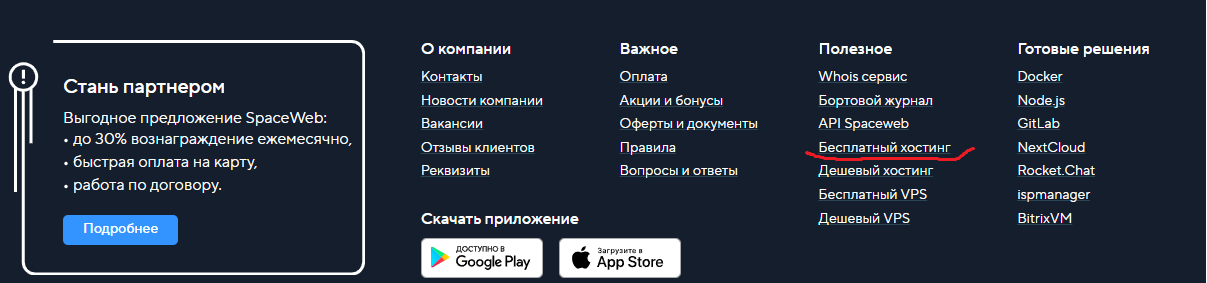 Стань партнером
Выгодное предложение SpaceWeb:
• до 30% вознаграждение ежемесячно,
• быстрая оплата на карту,
• работа по договору.
Подробнее
О компании
Контакты
Новости компании
Вакансии
Отзывы клиентов
Реквизиты
Важное
Оплата
Акции и бонусы
Оферты и документы
Правила
Вопросы и ответы
Полезное
Whois сервис
Бортовой журнал
API Spaceweb
Бесплатный хостинг
Дешевый хостинг
Бесплатный VPS
Дешевый VPS
Готовые решения
Docker
Node.js
GitLab
NextCloud
Rocket.Chat
ispmanager
BitrixVM
Скачать приложение
ДОСТУПНО В
Google Play
Загрузите в
App Store